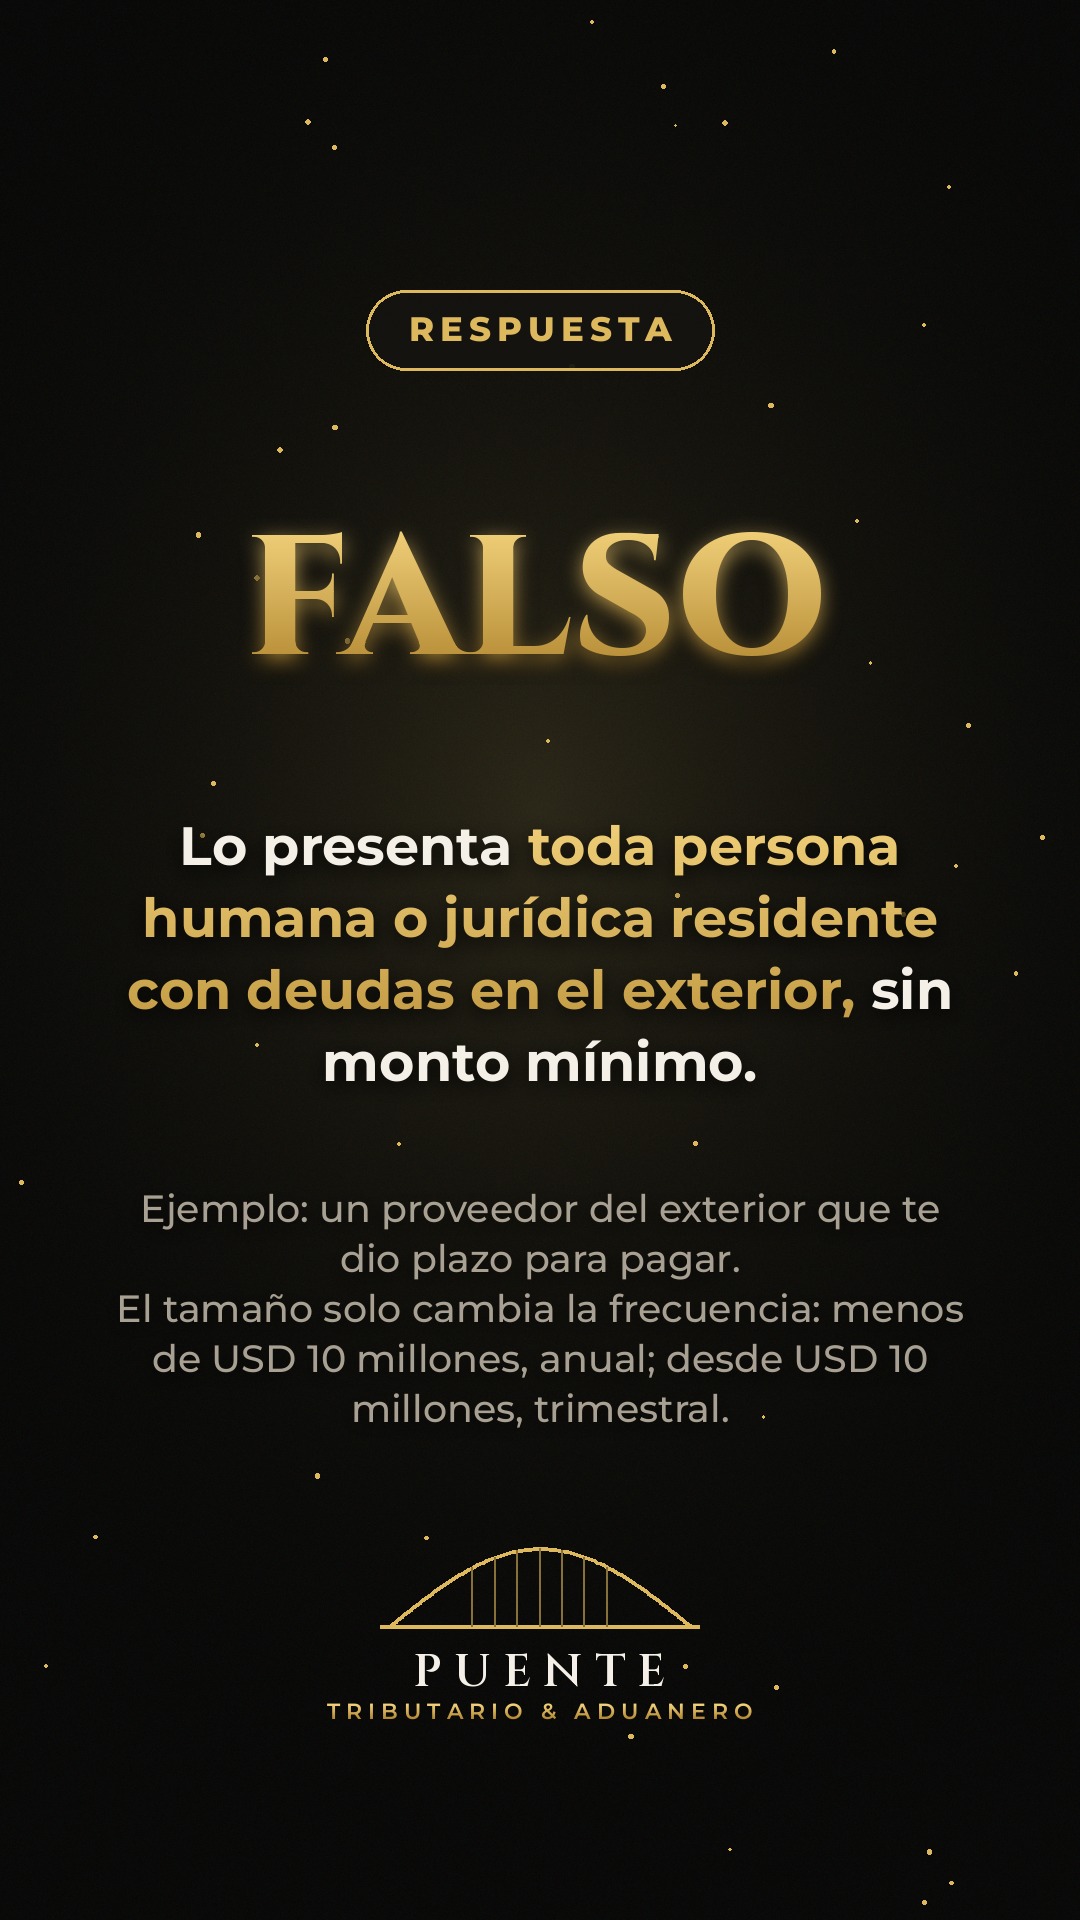 RESPUESTA
FALSO
Lo presenta toda persona
humana o jurídica residente
con deudas en el exterior, sin
monto mínimo.
Ejemplo: un proveedor del exterior que te
dio plazo para pagar.
El tamaño solo cambia la frecuencia: menos
de USD 10 millones, anual; desde USD 10
millones, trimestral.
PUENTE
TRIBUTARIO & ADUANERO